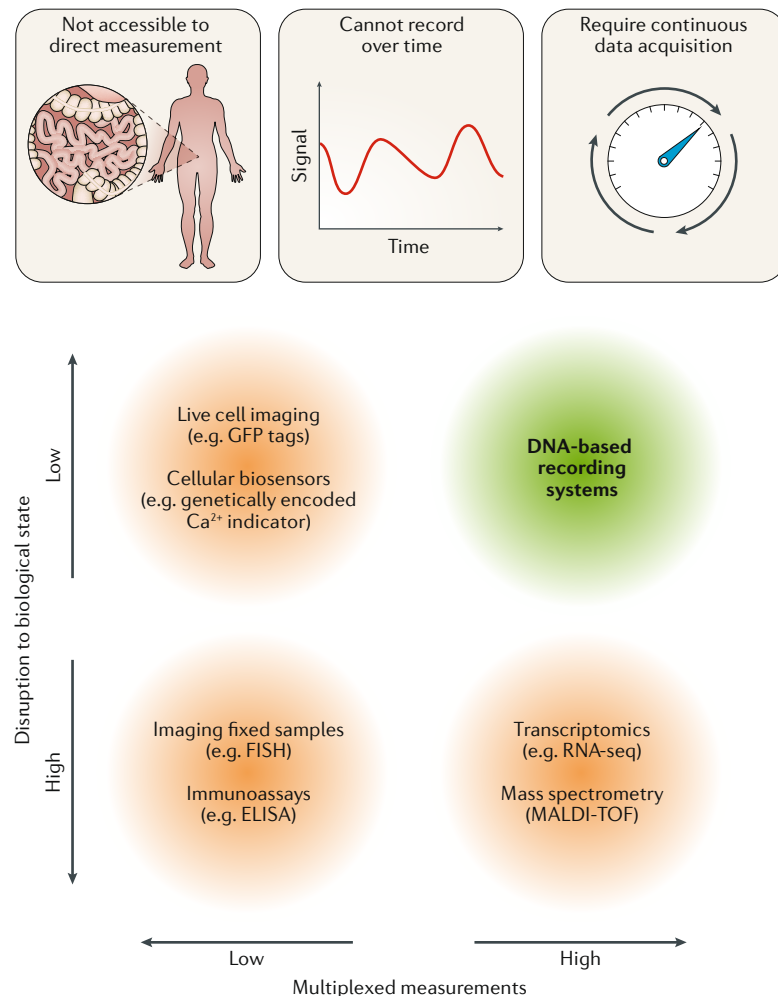 Not accessible to
direct measurement
Cannot record
over time
Signal
Time
Require continuous
data acquisition
Disruption to biological state
Low
High
Live cell imaging
(e.g. GFP tags)
Cellular biosensors
(e.g. genetically encoded
Ca²⁺ indicator)
DNA-based
recording
systems
Imaging fixed samples
(e.g. FISH)
Immunoassays
(e.g. ELISA)
Transcriptomics
(e.g. RNA-seq)
Mass spectrometry
(MALDI-TOF)
Low
High
Multiplexed measurements